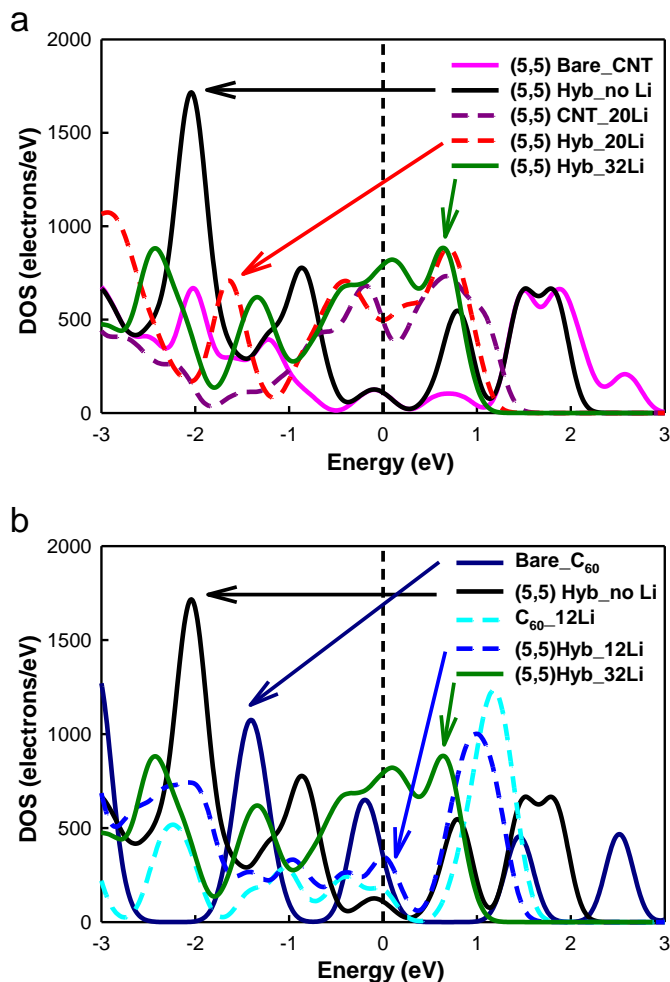 a
2000
1500
1000
500
0
DOS (electrons/eV)
(5,5) Bare_CNT
(5,5) Hyb_no Li
(5,5) CNT_20Li
(5,5) Hyb_20Li
(5,5) Hyb_32Li
-3 -2 -1 0 1 2 3
Energy (eV)
b
2000
1500
1000
500
0
DOS (electrons/eV)
Bare_C₆₀
(5,5) Hyb_no Li
C₆₀_12Li
(5,5)Hyb_12Li
(5,5)Hyb_32Li
-3 -2 -1 0 1 2 3
Energy (eV)